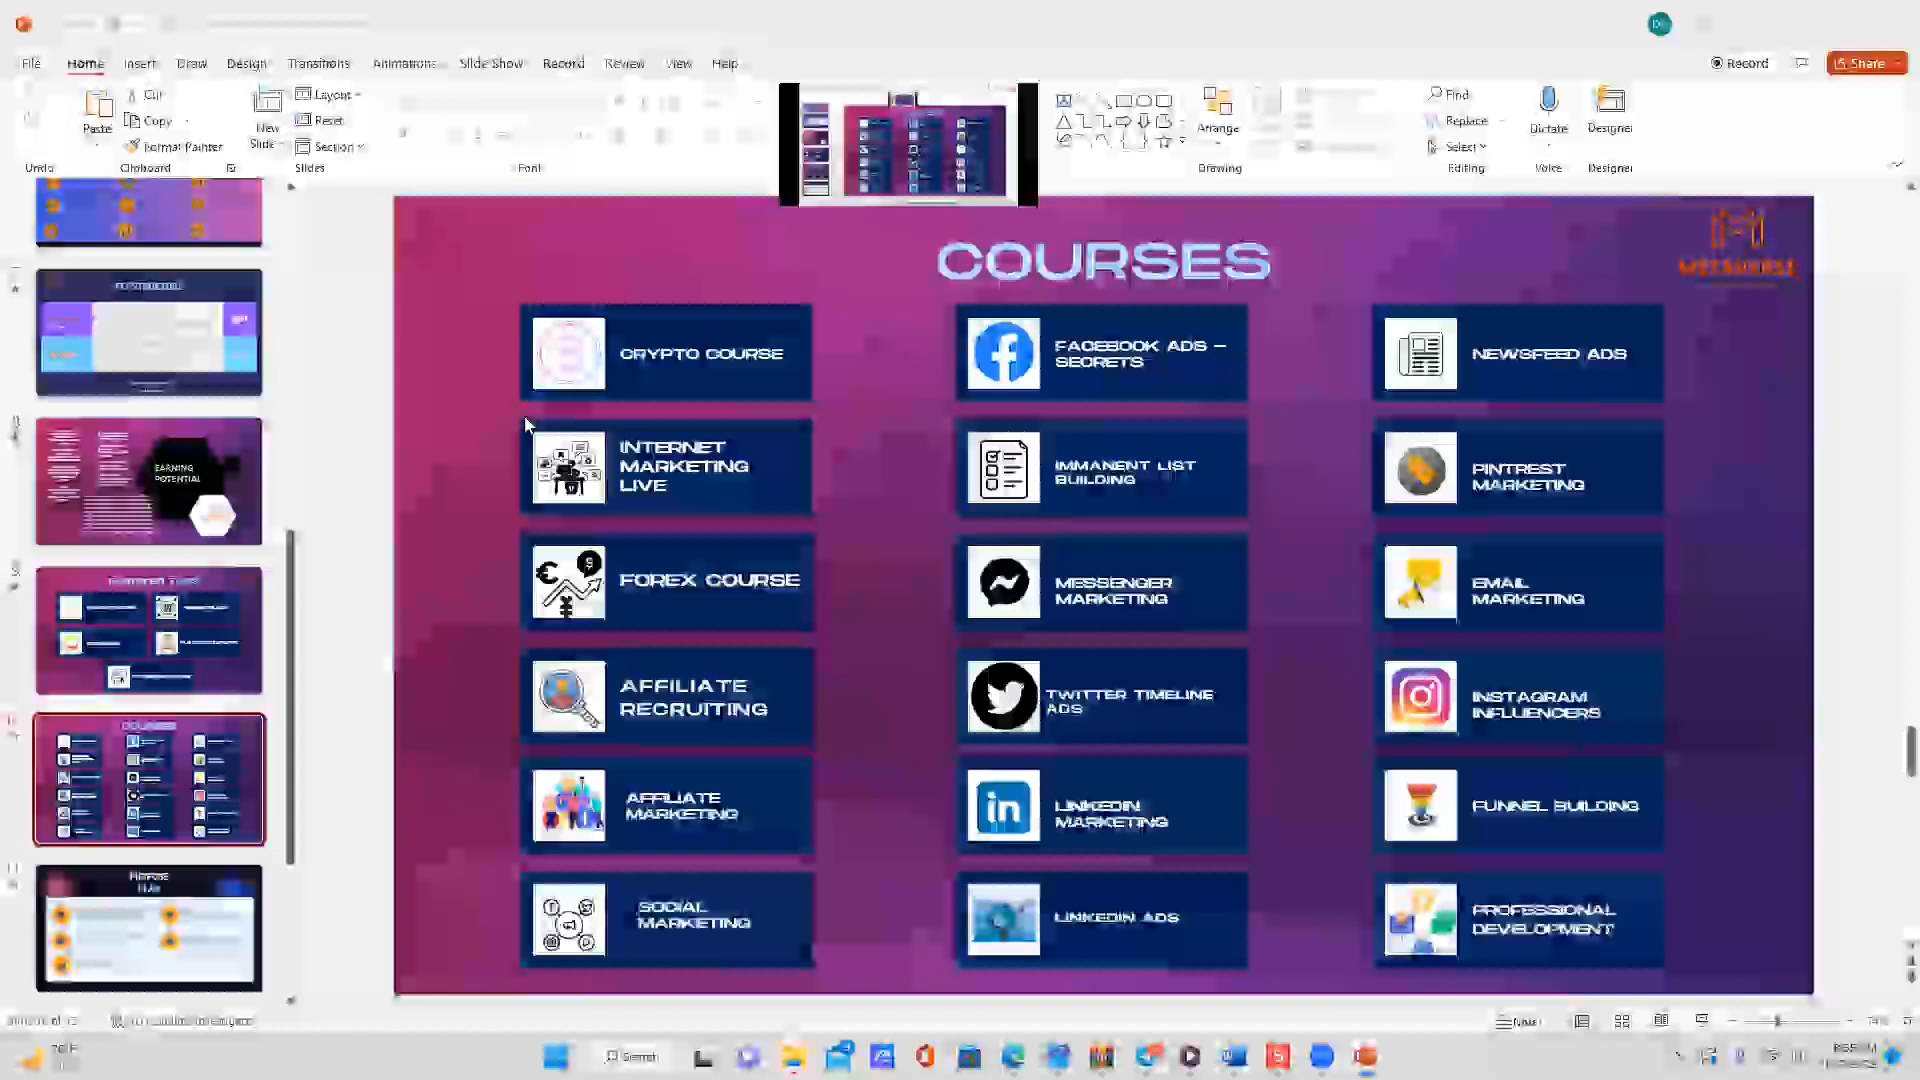 File Home Insert Draw Design Transitions Animations Slide Show Record Review View Help
Record
Share
Paste
Cut
Copy
Format Painter
New
Slide
Layout
Reset
Section
Arrange
Find
Replace
Select
Dictate
Designer
Undo
Clipboard
Slides
Font
Drawing
Editing
Voice
Designer
COURSES
METAVERSE
CRYPTO COURSE
FACEBOOK ADS –
SECRETS
NEWSFEED ADS
INTERNET
MARKETING
LIVE
IMMANENT LIST
BUILDING
PINTREST
MARKETING
FOREX COURSE
MESSENGER
MARKETING
EMAIL
MARKETING
AFFILIATE
RECRUITING
TWITTER TIMELINE
ADS
INSTAGRAM
INFLUENCERS
AFFILIATE
MARKETING
LINKEDIN
MARKETING
FUNNEL BUILDING
SOCIAL
MARKETING
LINKEDIN ADS
PROFESSIONAL
DEVELOPMENT
EARNING
POTENTIAL
COURSES
Search